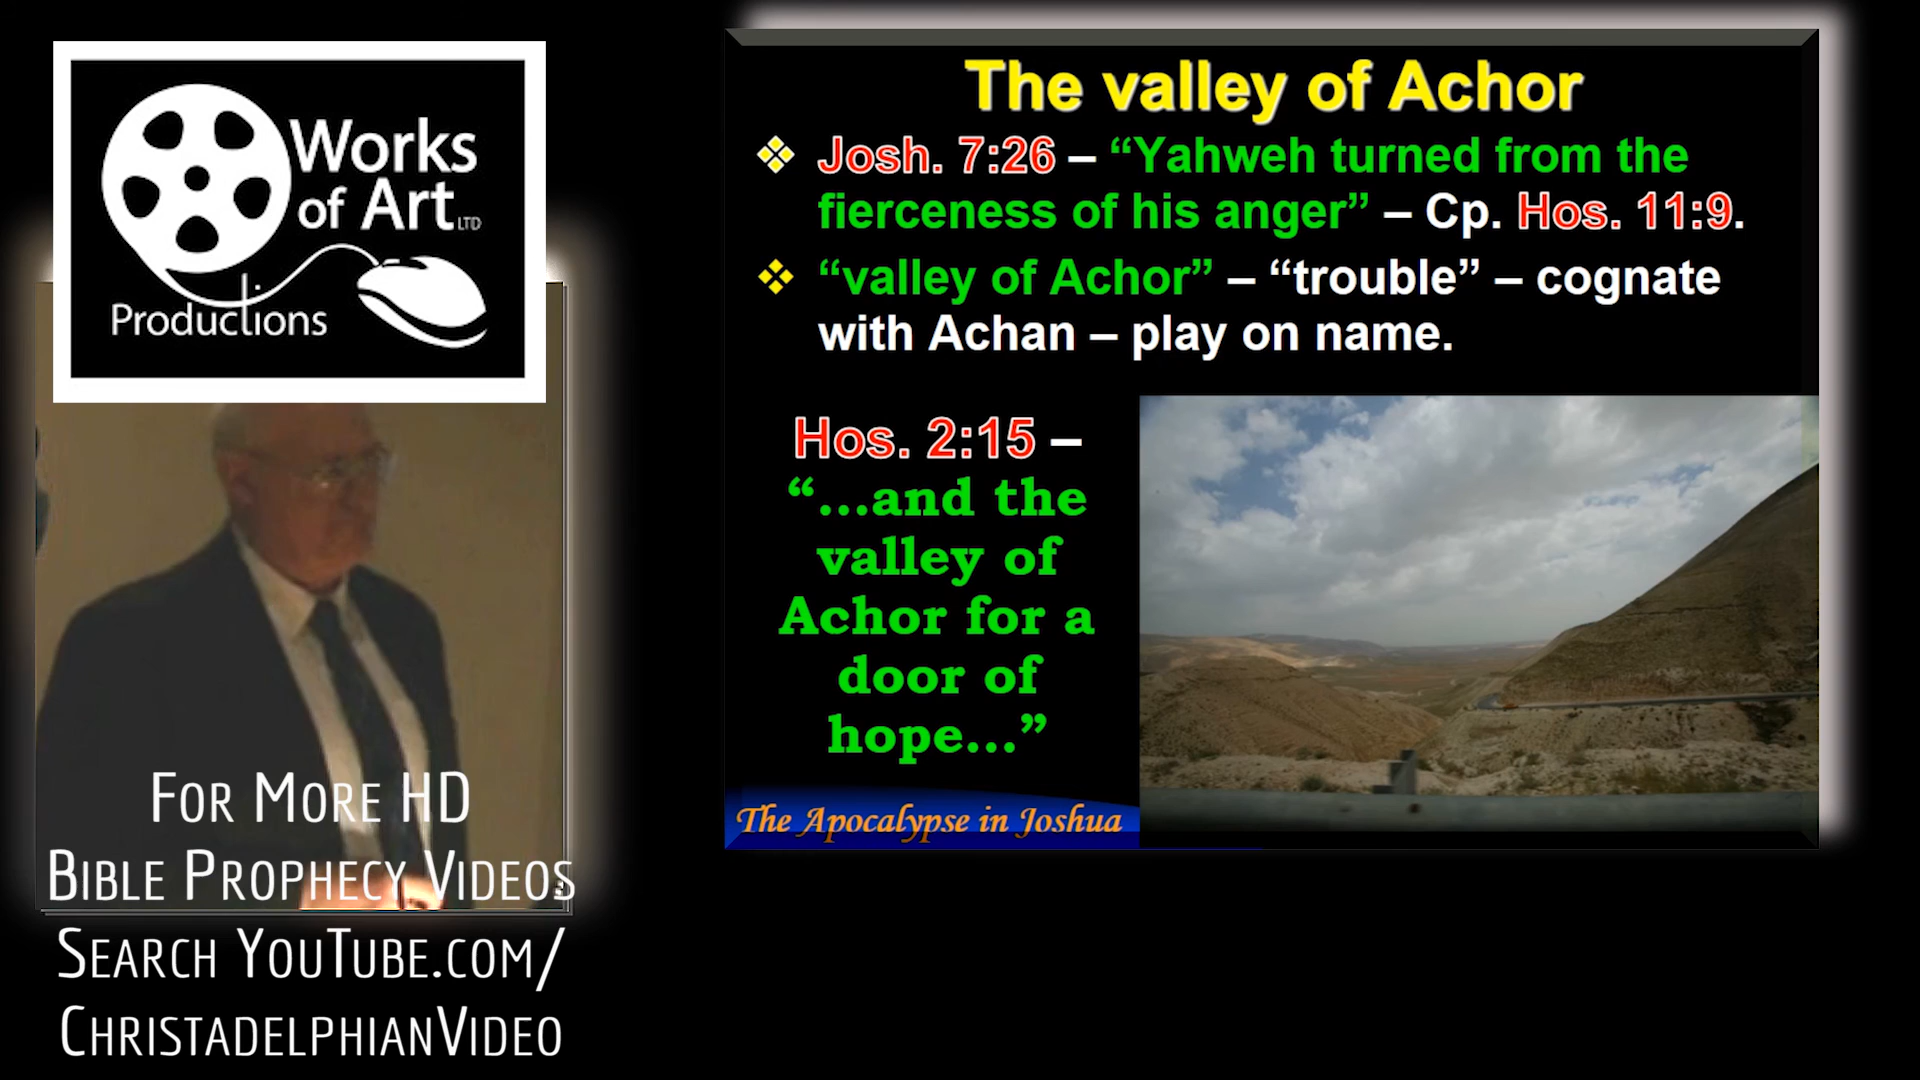 Works
of Art LTD
Productions
The valley of Achor
Josh. 7:26 – “Yahweh turned from the
fierceness of his anger” – Cp. Hos. 11:9.
“valley of Achor” – “trouble” – cognate
with Achan – play on name.
Hos. 2:15 –
“...and the
valley of
Achor for a
door of
hope...”
The Apocalypse in Joshua
For More HD
Bible Prophecy Videos
Search YouTube.com/
ChristadelphianVideo